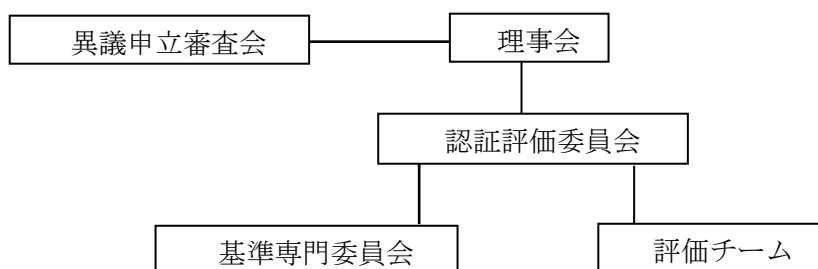 異議申立審査会
理事会
認証評価委員会
基準専門委員会
評価チーム